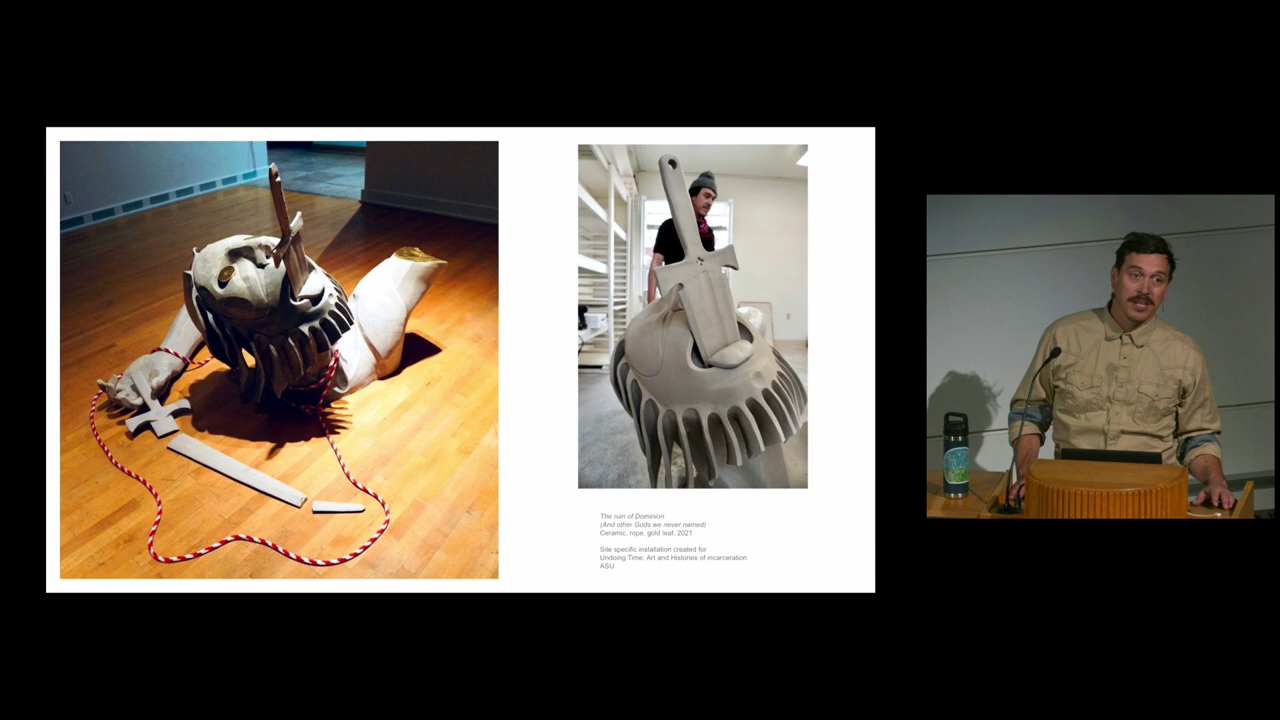 The ruin of Dominion
(And other Gods we never named)
Ceramic, rope, gold leaf, 2021
Site specific installation created for
Undoing Time: Art and Histories of incarceration
ASU